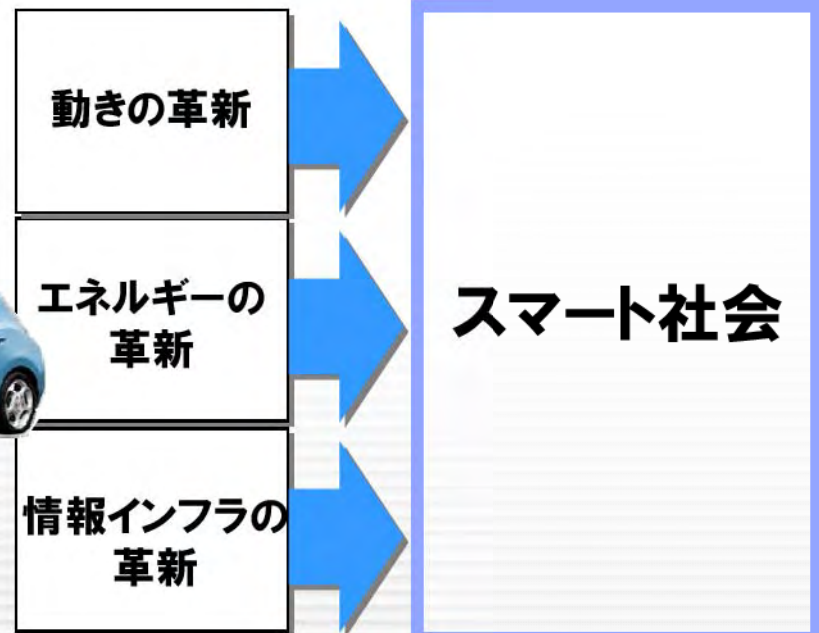 動きの革新
エネルギーの
革新
情報インフラの
革新
スマート社会